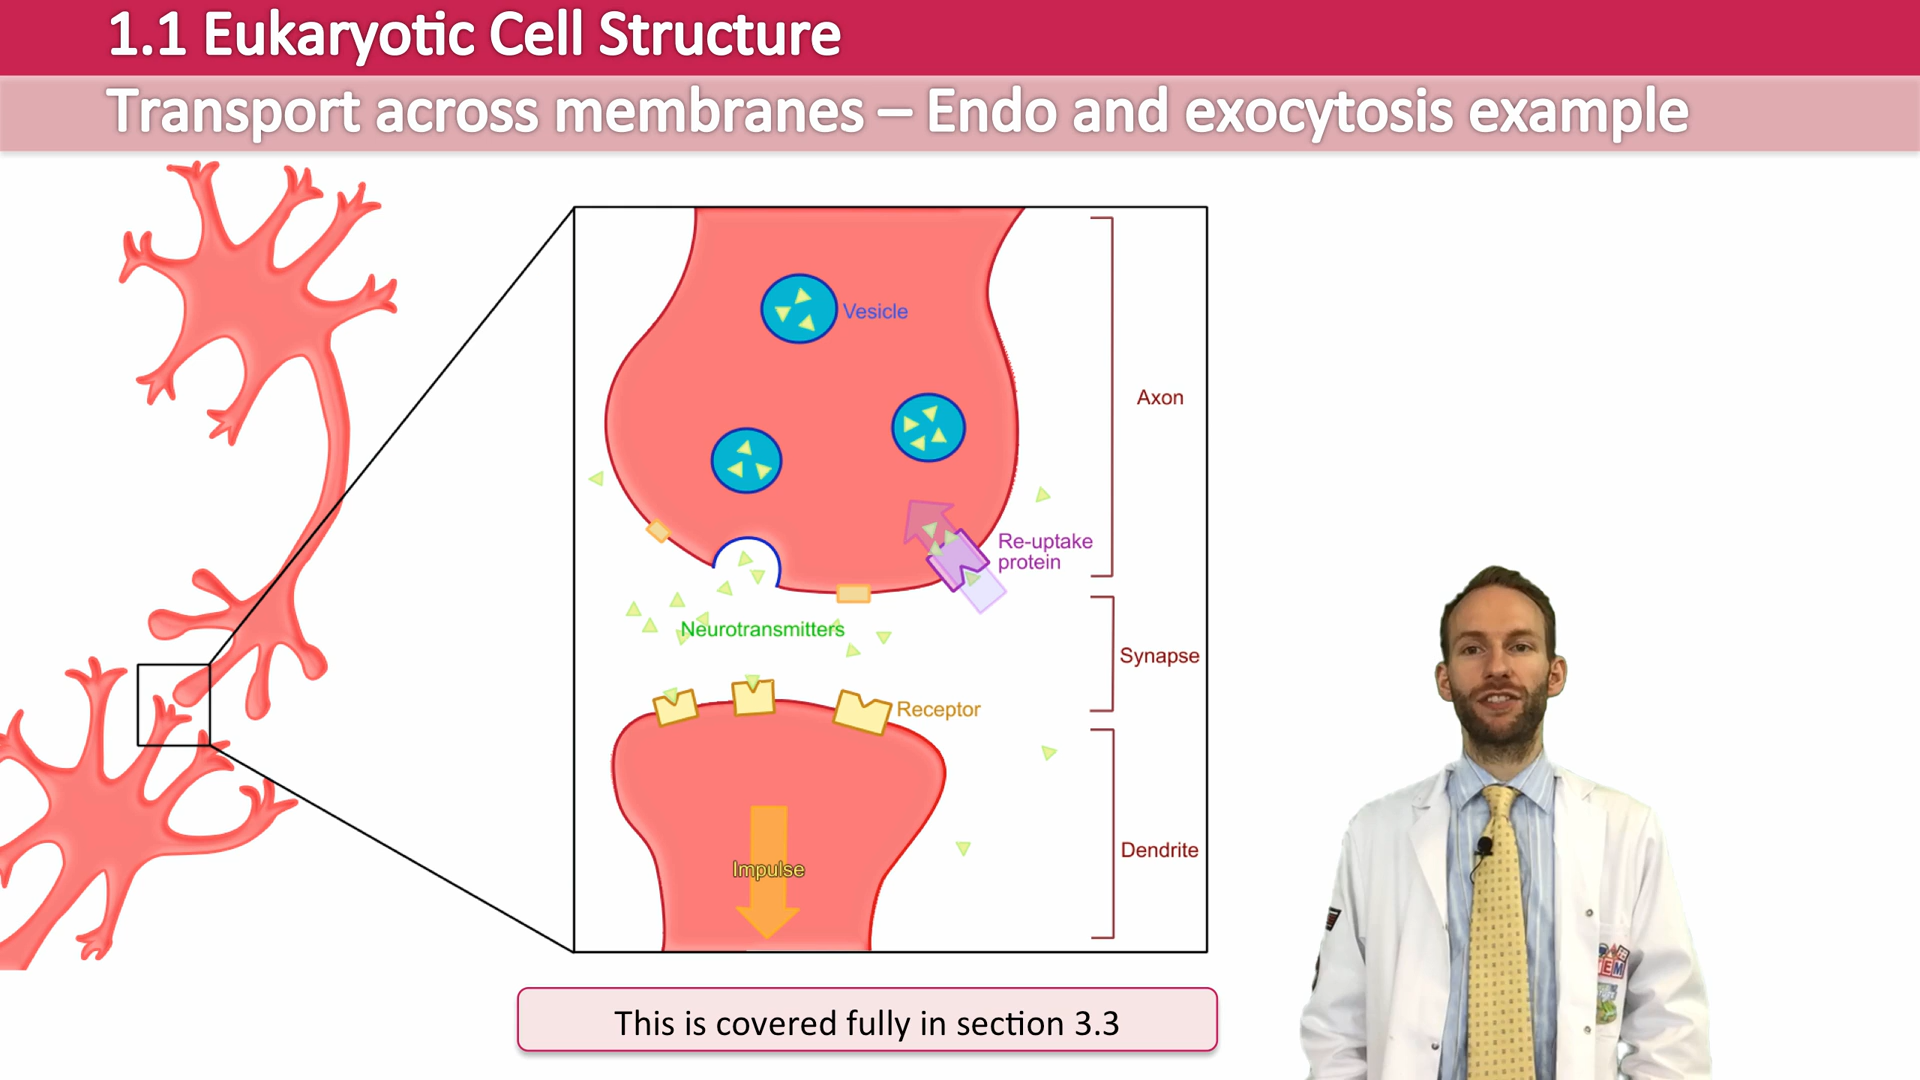 1.1 Eukaryotic Cell Structure
Transport across membranes – Endo and exocytosis example
Vesicle
Axon
Re-uptake
protein
Neurotransmitters
Synapse
Receptor
Dendrite
Impulse
This is covered fully in section 3.3